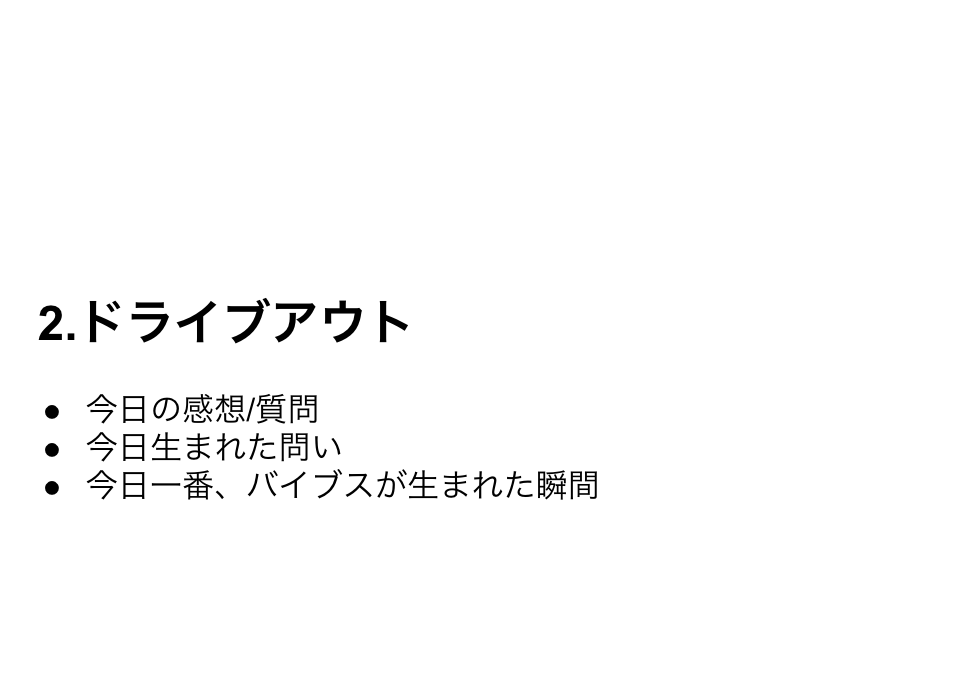 2.ドライブアウト
● 今日の感想/質問
● 今日生まれた問い
● 今日一番、バイブスが生まれた瞬間